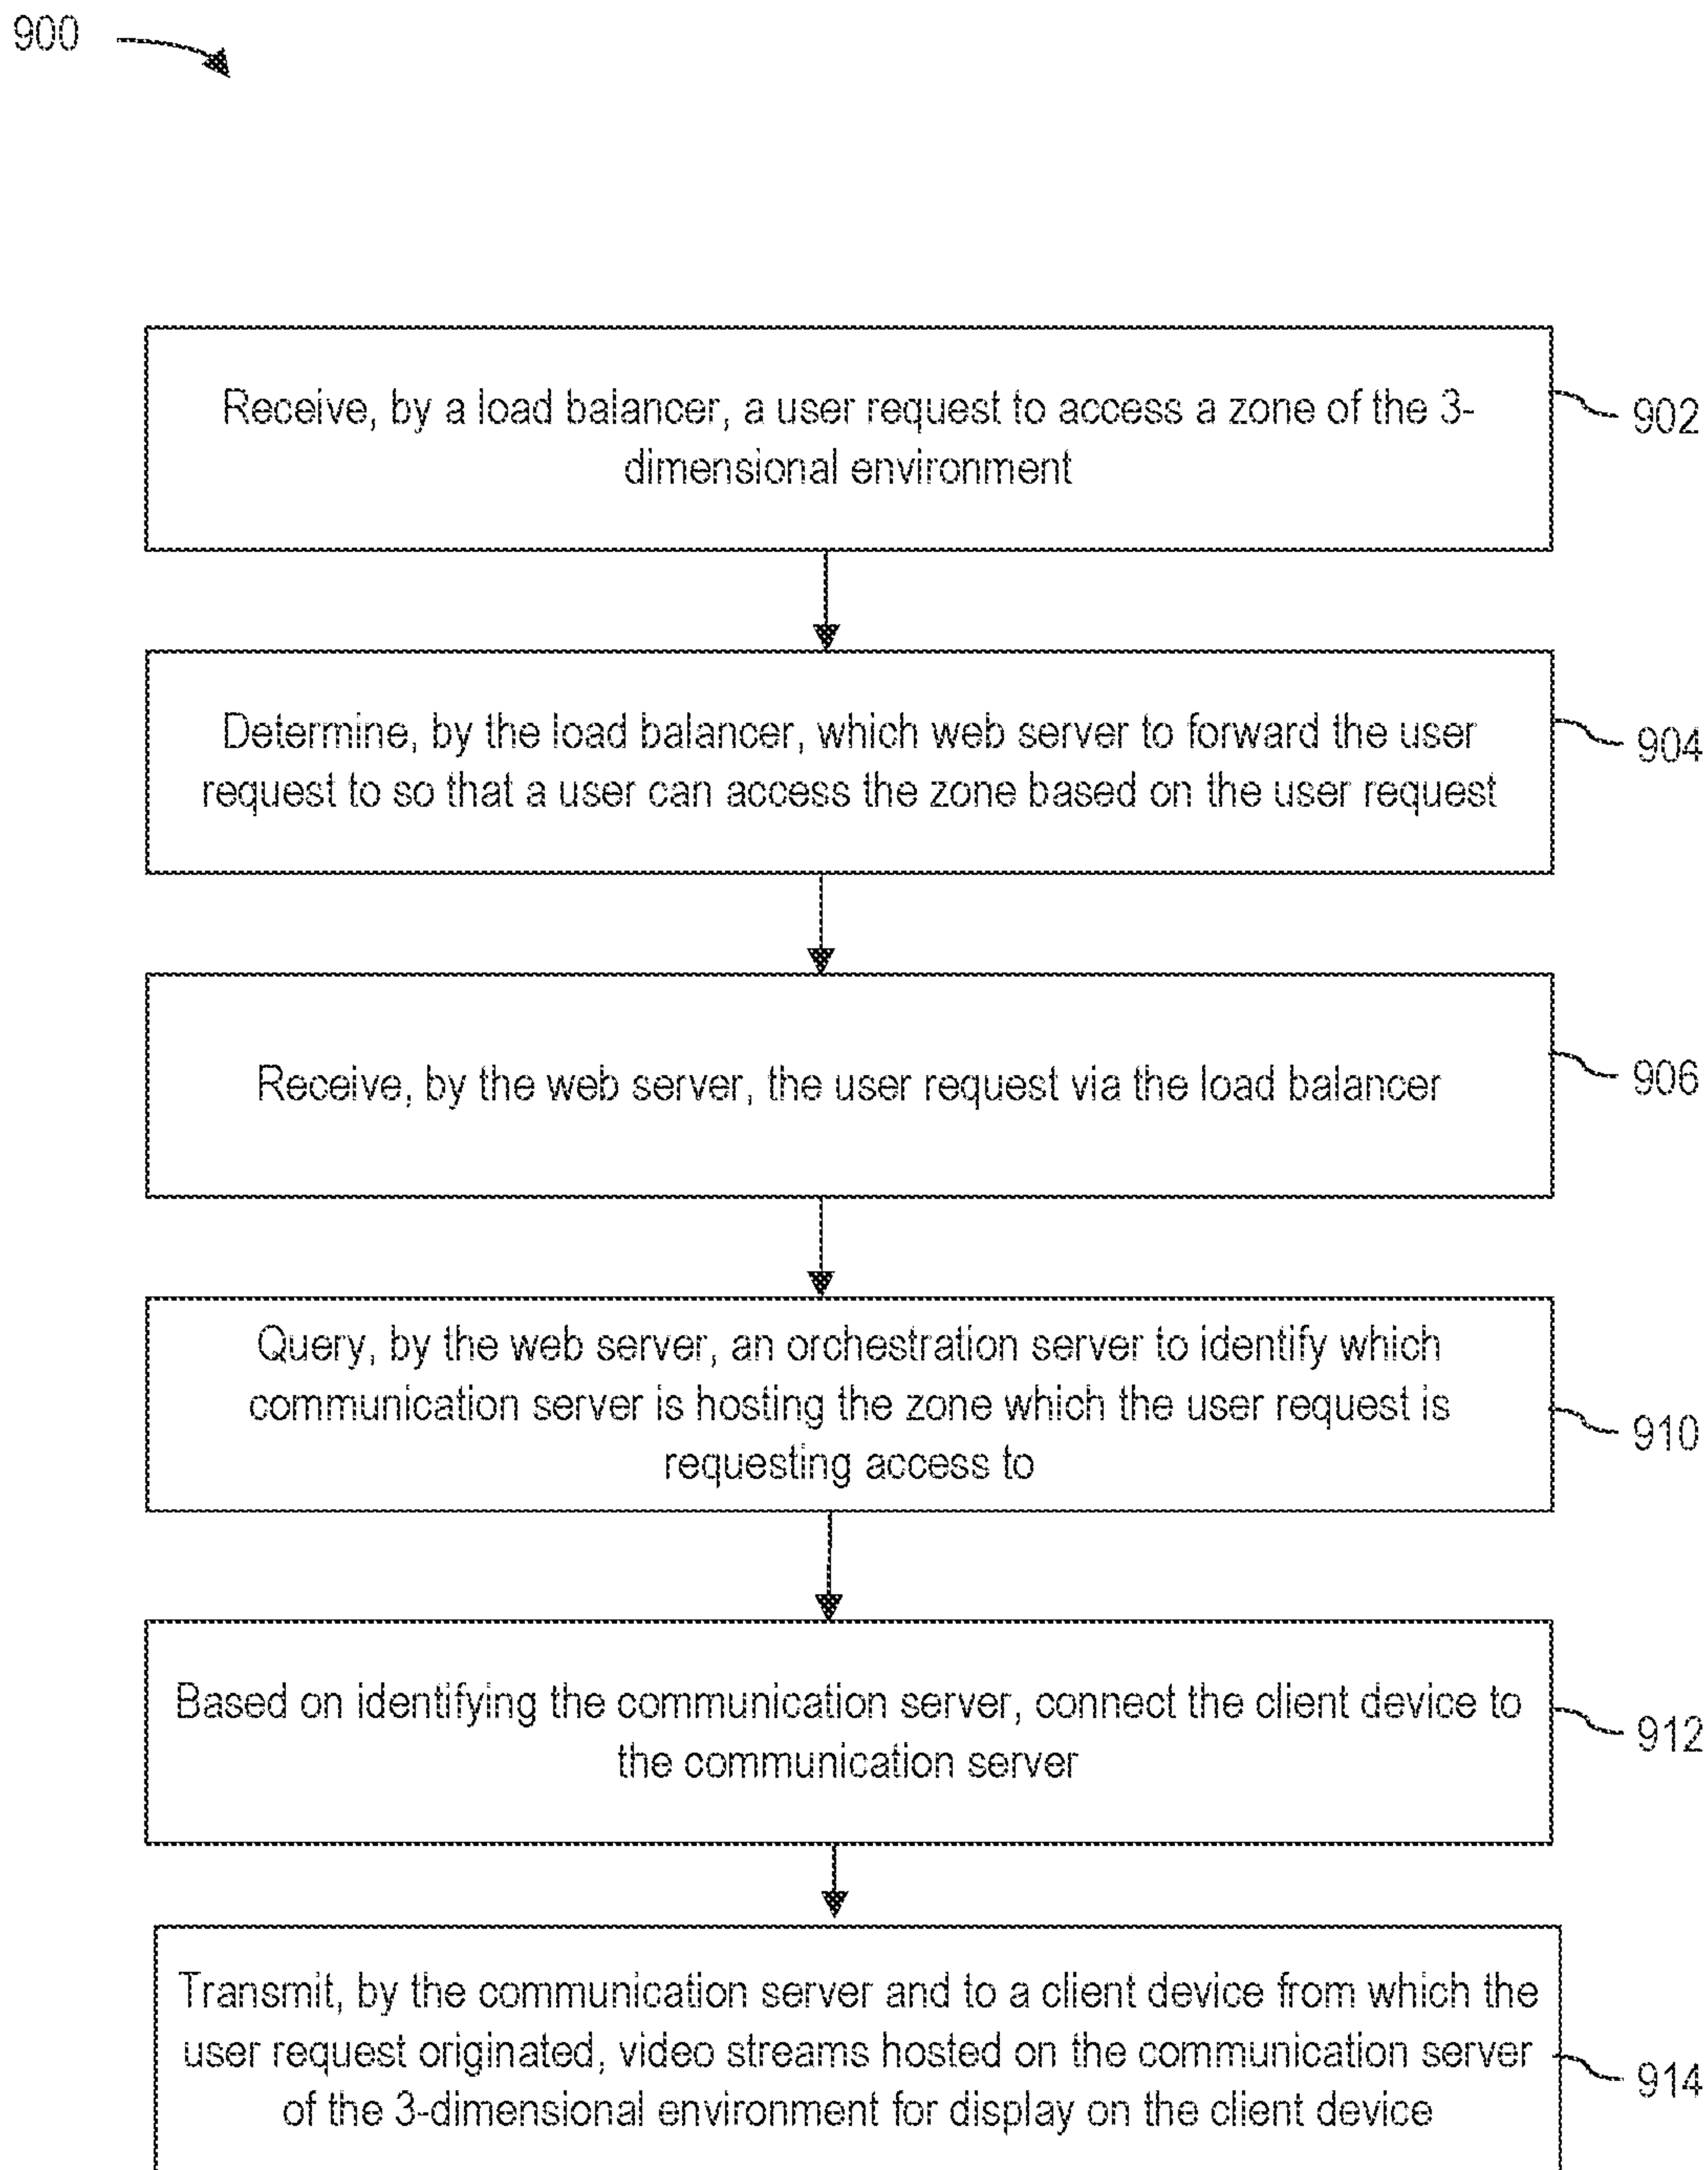 900
Receive, by a load balancer, a user request to access a zone of the 3-
dimensional environment
902
Determine, by the load balancer, which web server to forward the user
request to so that a user can access the zone based on the user request
904
Receive, by the web server, the user request via the load balancer
906
Query, by the web server, an orchestration server to identify which
communication server is hosting the zone which the user request is
requesting access to
910
Based on identifying the communication server, connect the client device to
the communication server
912
Transmit, by the communication server and to a client device from which the
user request originated, video streams hosted on the communication server
of the 3-dimensional environment for display on the client device
914